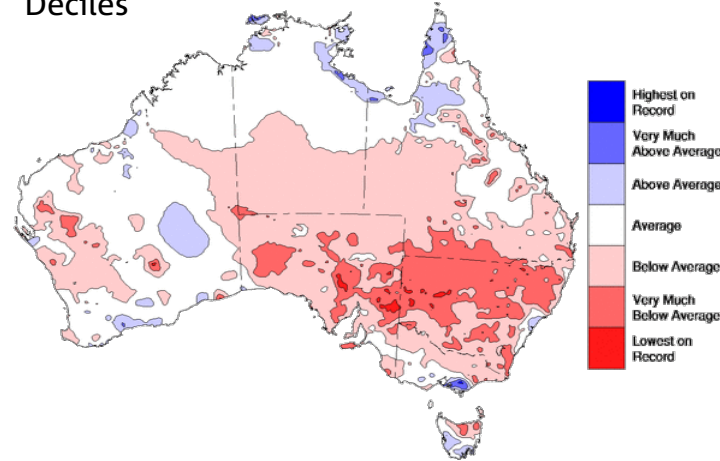 Deciles
Highest on
Record
Very Much
Above Average
Above Average
Average
Below Average
Very Much
Below Average
Lowest on
Record